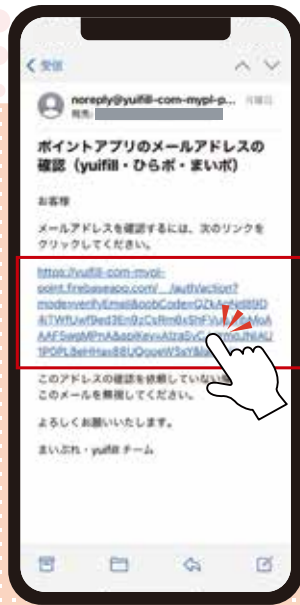 受信
noreply@yuifill-com-mypl-p...
宛先:
ポイントアプリのメールアドレスの
確認（yuifill・ひらポ・まいポ）
お客様
メールアドレスを確認するには、次のリンクを
クリックしてください。
https://yuifill-com-mypl-
point.firebaseapp.com/__/auth/action?
このアドレスの確認を依頼していない
このメールを無視してください。
よろしくお願いいたします。
まいぷれ・yuifill チーム